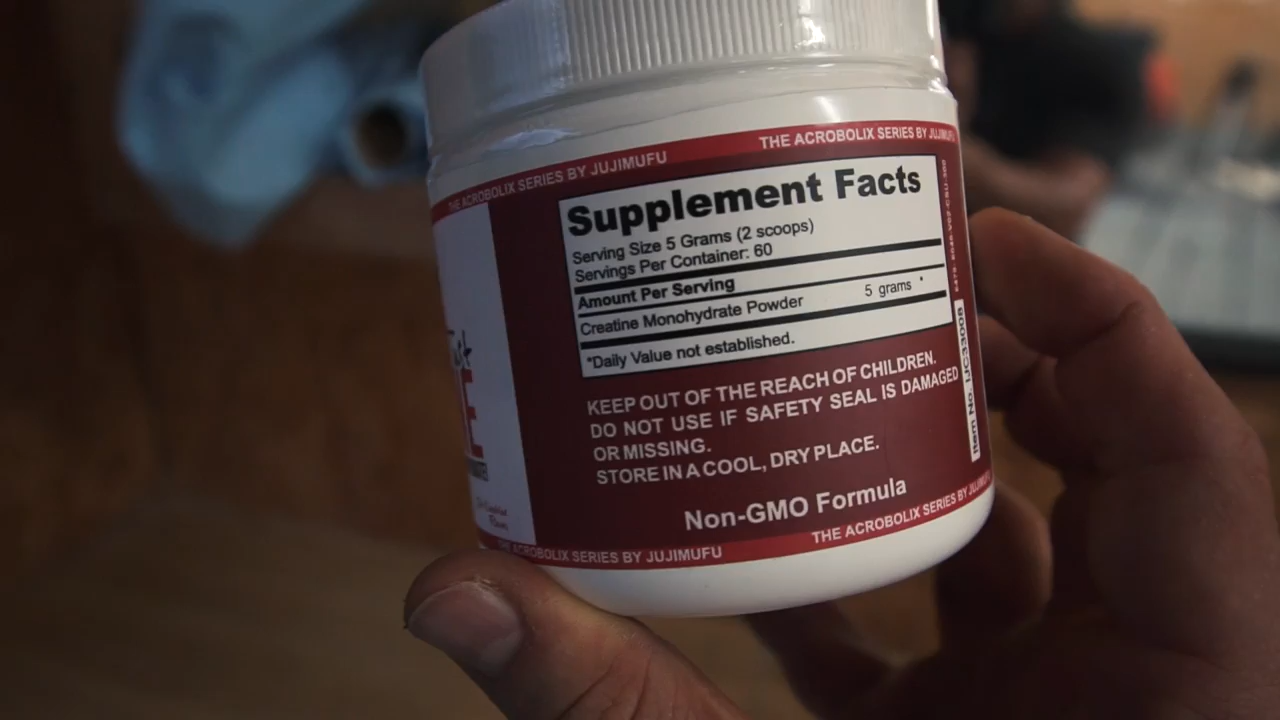 THE ACROBOLIX SERIES BY JUJIMUFU
THE ACROBOLIX SERIES BY JUJIMUFU
Supplement Facts
Serving Size 5 Grams (2 scoops)
Servings Per Container: 60
Amount Per Serving
Creatine Monohydrate Powder 5 grams *
*Daily Value not established.
KEEP OUT OF THE REACH OF CHILDREN.
DO NOT USE IF SAFETY SEAL IS DAMAGED
OR MISSING.
STORE IN A COOL, DRY PLACE.
Non-GMO Formula
THE ACROBOLIX SERIES BY JUJIMUFU
THE ACROBOLIX SERIES BY JUJIMUFU
Item No.